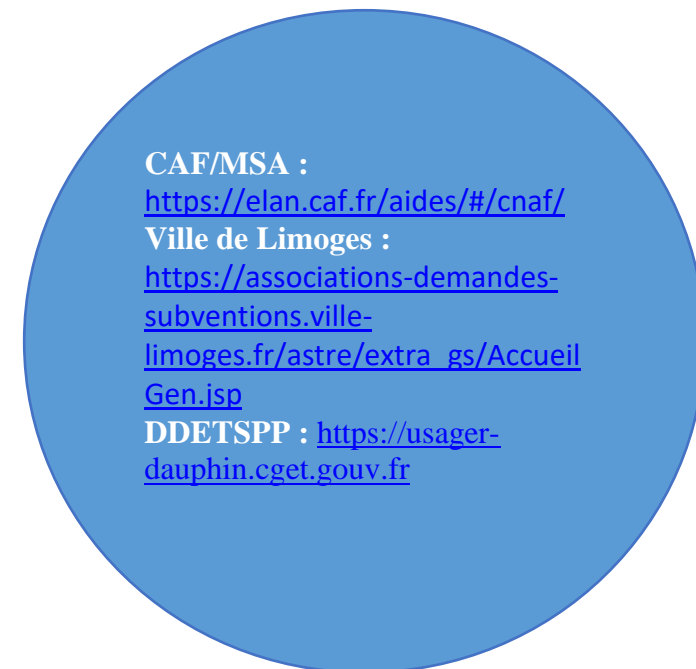 CAF/MSA :
https://elan.caf.fr/aides/#/cnaf/
Ville de Limoges :
https://associations-demandes-
subventions.ville-
limoges.fr/astre/extra_gs/Accueil
Gen.jsp
DDETSPP : https://usager-
dauphin.cget.gouv.fr